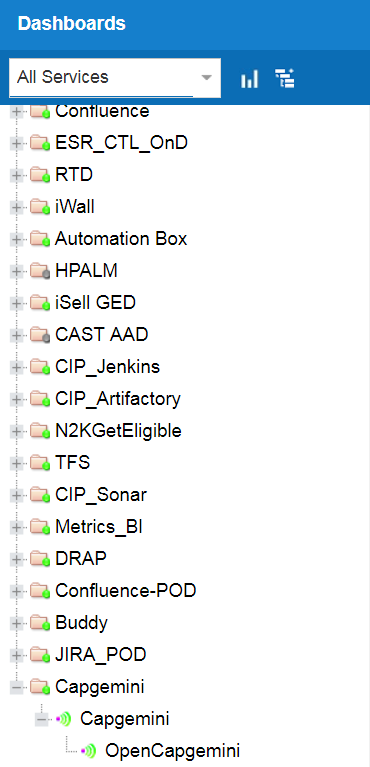 Dashboards
All Services
Confluence
ESR_CTL_OnD
RTD
iWall
Automation Box
HPALM
iSell GED
CAST AAD
CIP_Jenkins
CIP_Artifactory
N2KGetEligible
TFS
CIP_Sonar
Metrics_BI
DRAP
Confluence-POD
Buddy
JIRA_POD
Capgemini
Capgemini
OpenCapgemini